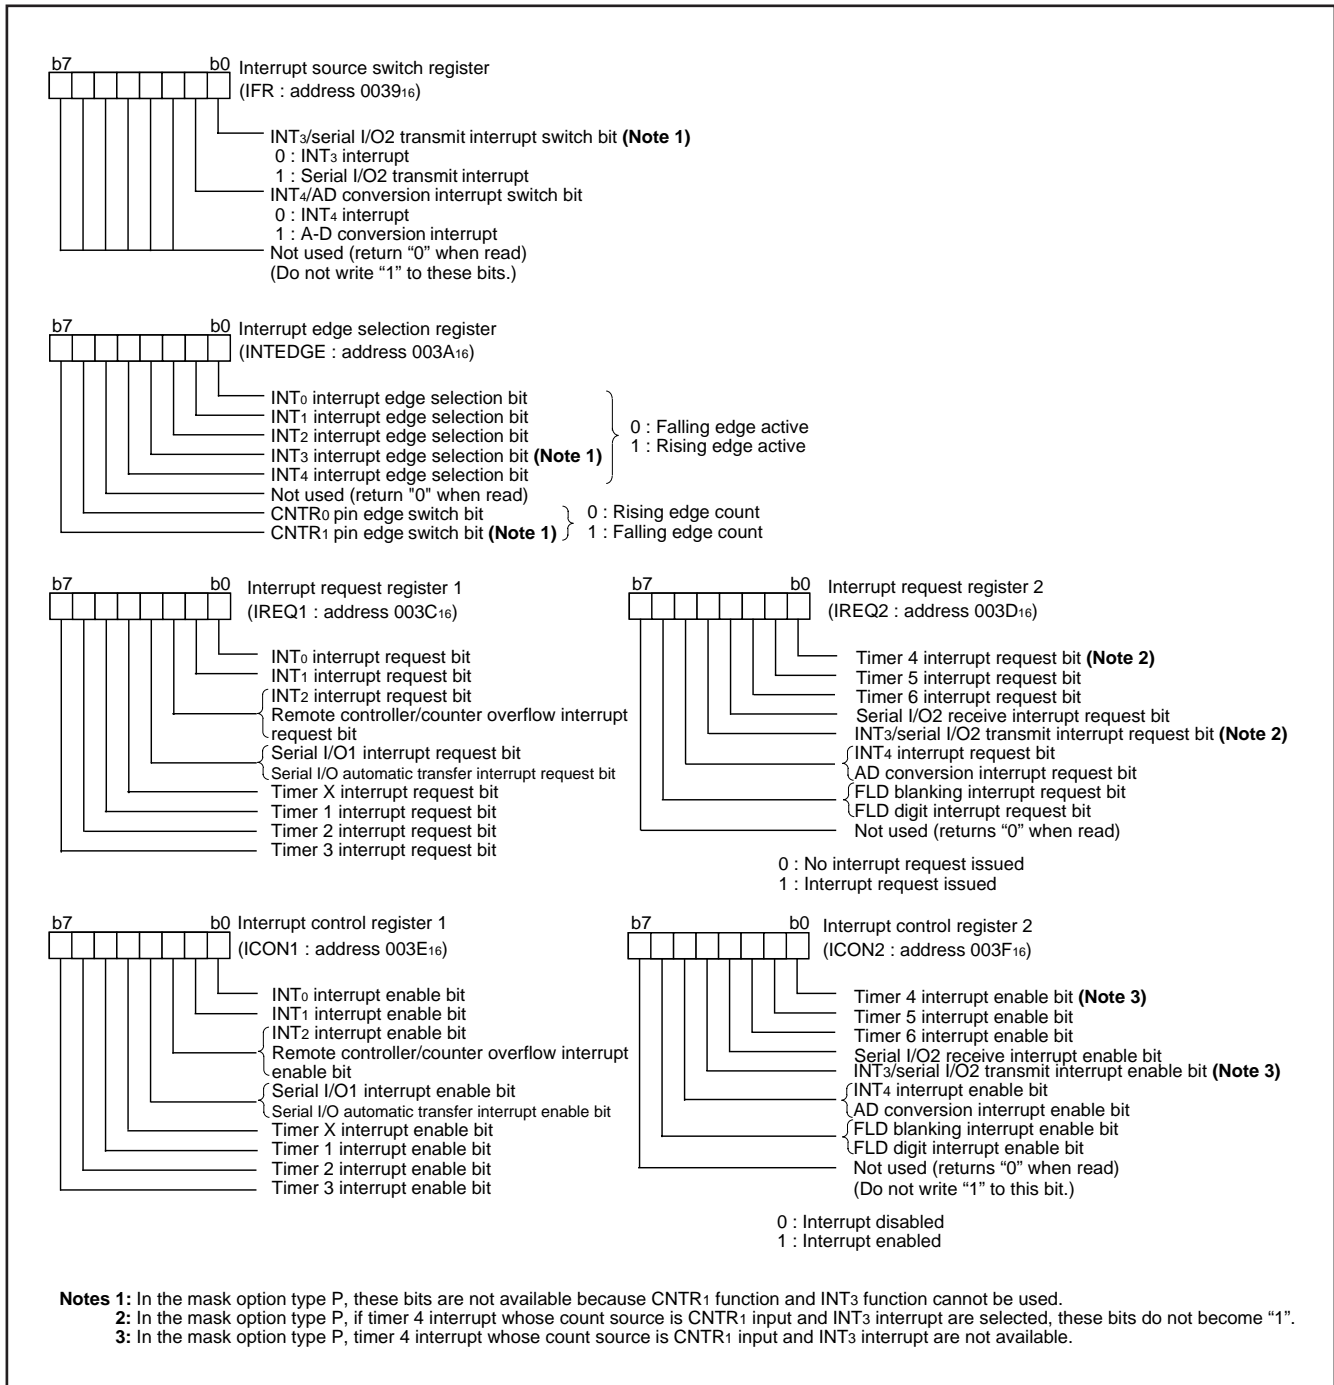 b7 b0 Interrupt source switch register
(IFR : address 0039₁₆)
INT₃/serial I/O2 transmit interrupt switch bit (Note 1)
0 : INT₃ interrupt
1 : Serial I/O2 transmit interrupt
INT₄/AD conversion interrupt switch bit
0 : INT₄ interrupt
1 : A-D conversion interrupt
Not used (return “0” when read)
(Do not write “1” to these bits.)
b7 b0 Interrupt edge selection register
(INTEDGE : address 003A₁₆)
INT₀ interrupt edge selection bit
INT₁ interrupt edge selection bit
INT₂ interrupt edge selection bit
INT₃ interrupt edge selection bit (Note 1)
INT₄ interrupt edge selection bit
0 : Falling edge active
1 : Rising edge active
Not used (return "0" when read)
CNTR₀ pin edge switch bit
CNTR₁ pin edge switch bit (Note 1)
0 : Rising edge count
1 : Falling edge count
b7 b0 Interrupt request register 1
(IREQ1 : address 003C₁₆)
INT₀ interrupt request bit
INT₁ interrupt request bit
INT₂ interrupt request bit
Remote controller/counter overflow interrupt
request bit
Serial I/O1 interrupt request bit
Serial I/O automatic transfer interrupt request bit
Timer X interrupt request bit
Timer 1 interrupt request bit
Timer 2 interrupt request bit
Timer 3 interrupt request bit
b7 b0 Interrupt request register 2
(IREQ2 : address 003D₁₆)
Timer 4 interrupt request bit (Note 2)
Timer 5 interrupt request bit
Timer 6 interrupt request bit
Serial I/O2 receive interrupt request bit
INT₃/serial I/O2 transmit interrupt request bit (Note 2)
INT₄ interrupt request bit
AD conversion interrupt request bit
FLD blanking interrupt request bit
FLD digit interrupt request bit
Not used (returns “0” when read)
0 : No interrupt request issued
1 : Interrupt request issued
b7 b0 Interrupt control register 1
(ICON1 : address 003E₁₆)
INT₀ interrupt enable bit
INT₁ interrupt enable bit
INT₂ interrupt enable bit
Remote controller/counter overflow interrupt
enable bit
Serial I/O1 interrupt enable bit
Serial I/O automatic transfer interrupt enable bit
Timer X interrupt enable bit
Timer 1 interrupt enable bit
Timer 2 interrupt enable bit
Timer 3 interrupt enable bit
b7 b0 Interrupt control register 2
(ICON2 : address 003F₁₆)
Timer 4 interrupt enable bit (Note 3)
Timer 5 interrupt enable bit
Timer 6 interrupt enable bit
Serial I/O2 receive interrupt enable bit
INT₃/serial I/O2 transmit interrupt enable bit (Note 3)
INT₄ interrupt enable bit
AD conversion interrupt enable bit
FLD blanking interrupt enable bit
FLD digit interrupt enable bit
Not used (returns “0” when read)
(Do not write “1” to this bit.)
0 : Interrupt disabled
1 : Interrupt enabled
Notes 1: In the mask option type P, these bits are not available because CNTR₁ function and INT₃ function cannot be used.
2: In the mask option type P, if timer 4 interrupt whose count source is CNTR₁ input and INT₃ interrupt are selected, these bits do not become “1”.
3: In the mask option type P, timer 4 interrupt whose count source is CNTR₁ input and INT₃ interrupt are not available.